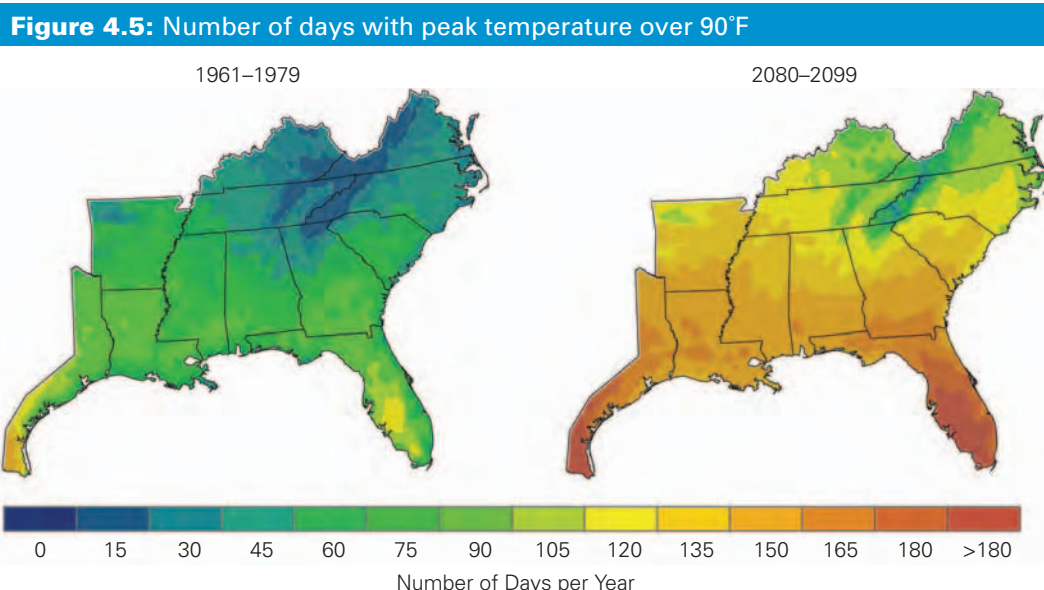 Figure 4.5: Number of days with peak temperature over 90˚F
1961–1979 2080–2099
0 15 30 45 60 75 90 105 120 135 150 165 180 >180
Number of Days per Year